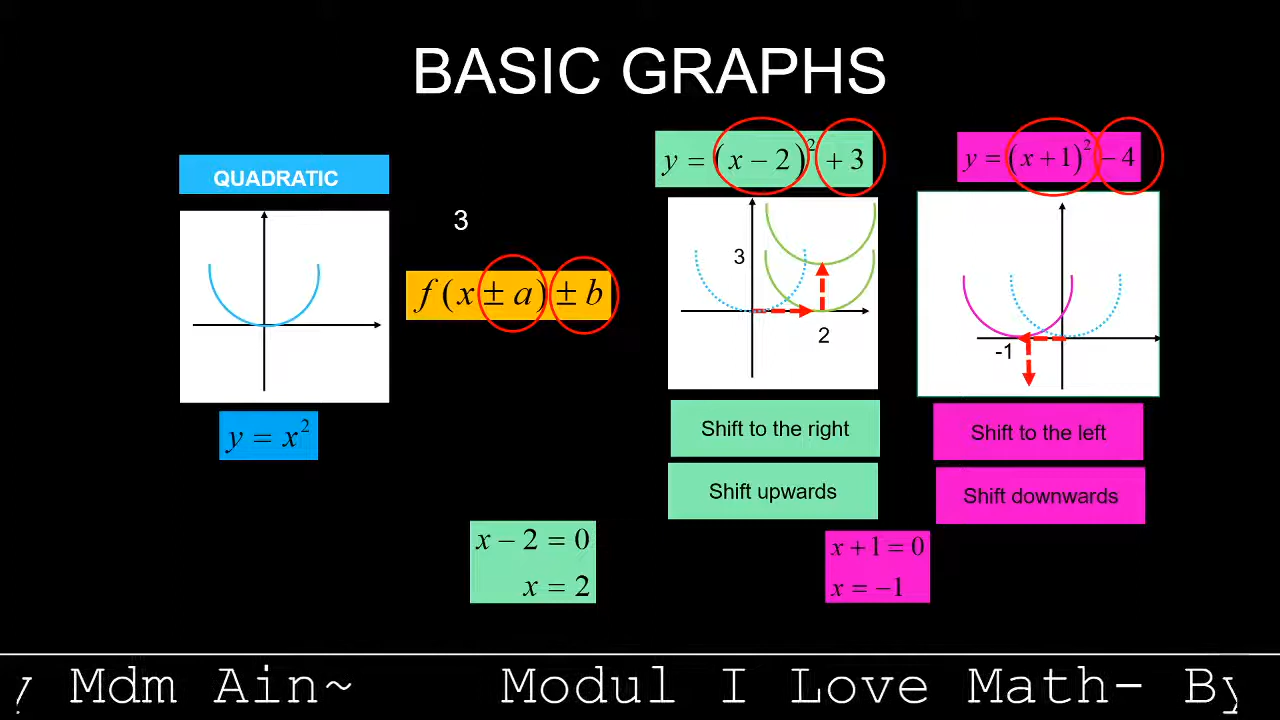 BASIC GRAPHS
QUADRATIC
y = x²
3
f(x ± a) ± b
y = (x − 2)² + 3
3
2
Shift to the right
Shift upwards
x − 2 = 0
x = 2
y = (x + 1)² − 4
-1
Shift to the left
Shift downwards
x + 1 = 0
x = −1
y Mdm Ain~ Modul I Love Math- By